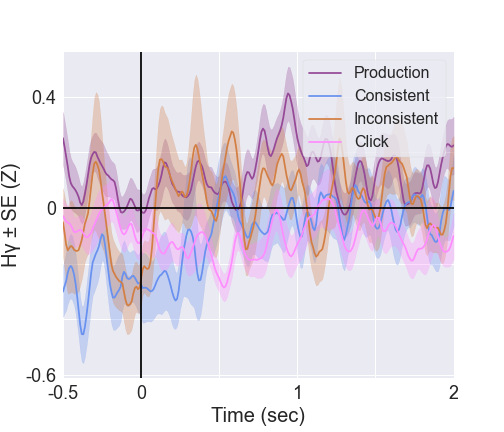 Production
Consistent
Inconsistent
Click
0.4
0
-0.6
Hγ ± SE (Z)
-0.5
0
1
2
Time (sec)